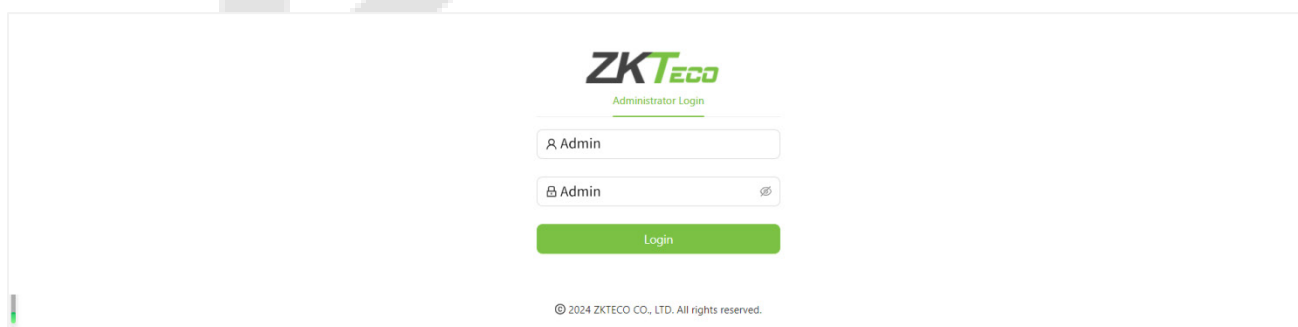 ZKTECO
Administrator Login
Admin
Admin
Login
© 2024 ZKTECO CO., LTD. All rights reserved.